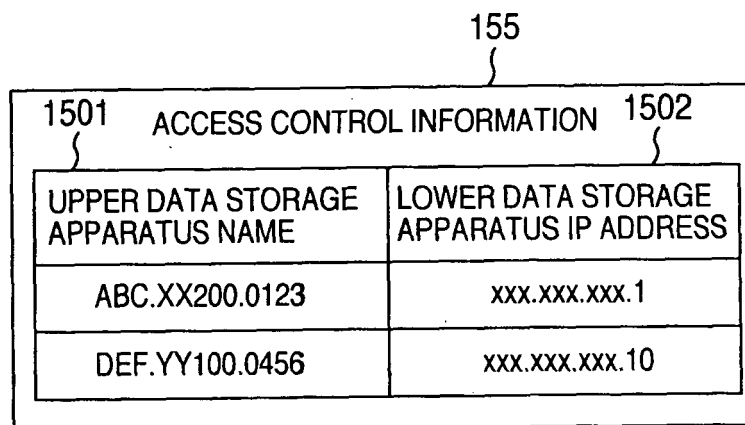 155
1501 ACCESS CONTROL INFORMATION 1502
UPPER DATA STORAGE APPARATUS NAME
LOWER DATA STORAGE APPARATUS IP ADDRESS
ABC.XX200.0123 xxx.xxx.xxx.1
DEF.YY100.0456 xxx.xxx.xxx.10